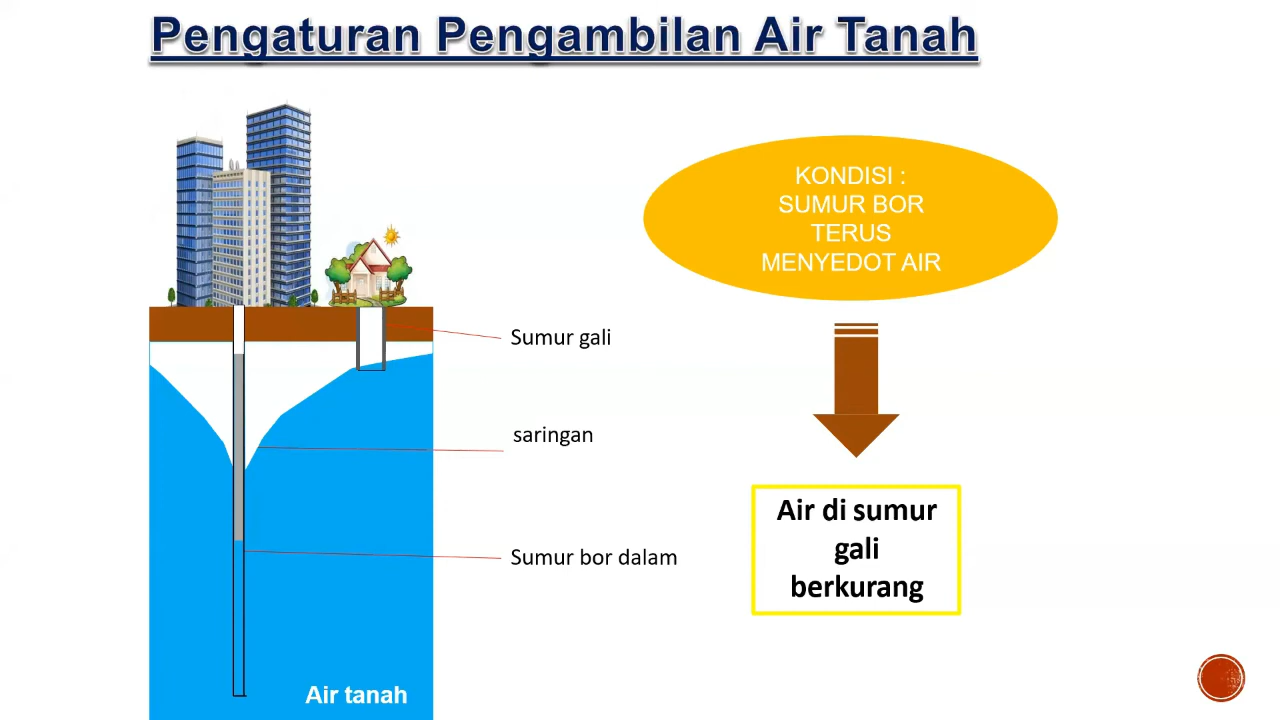 Pengaturan Pengambilan Air Tanah
KONDISI :
SUMUR BOR
TERUS
MENYEDOT AIR
Sumur gali
saringan
Sumur bor dalam
Air di sumur
gali
berkurang
Air tanah